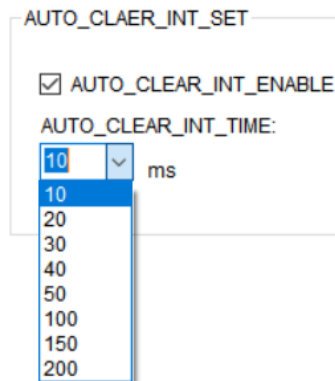 AUTO_CLAER_INT_SET
AUTO_CLEAR_INT_ENABLE
AUTO_CLEAR_INT_TIME:
10 ms
10
20
30
40
50
100
150
200